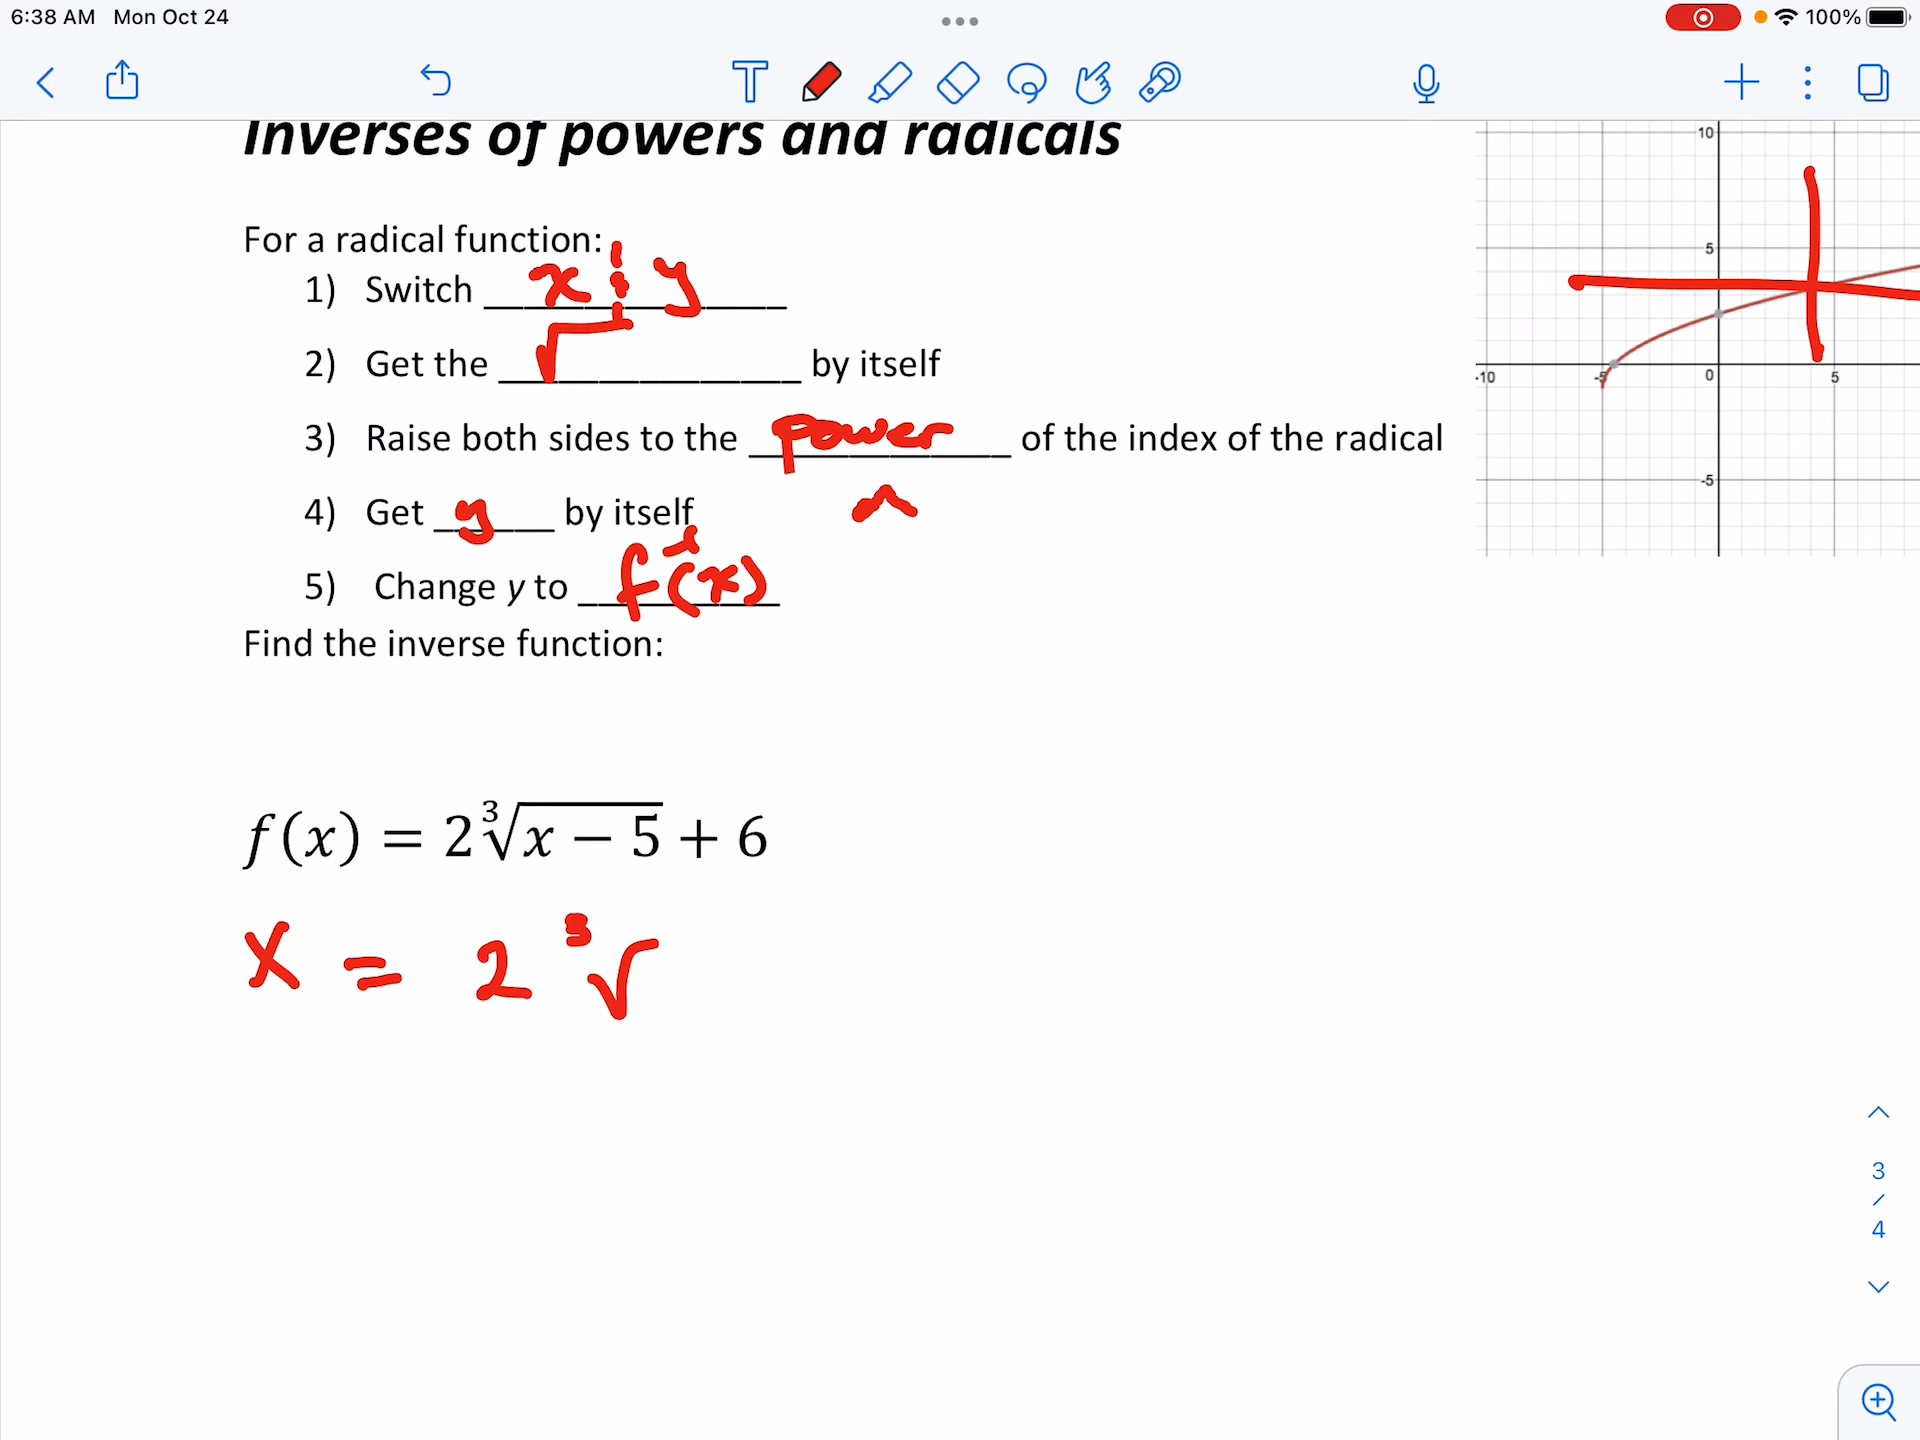 6:38 AM Mon Oct 24 100%
Inverses of powers and radicals
For a radical function:
1) Switch x & y
2) Get the √ by itself
3) Raise both sides to the power of the index of the radical
^
4) Get y by itself
5) Change y to f⁻¹(x)
Find the inverse function:
f(x) = 2∛(x − 5) + 6
x = 2 ∛
10
5
-10 -5 0 5
-5
3
/
4